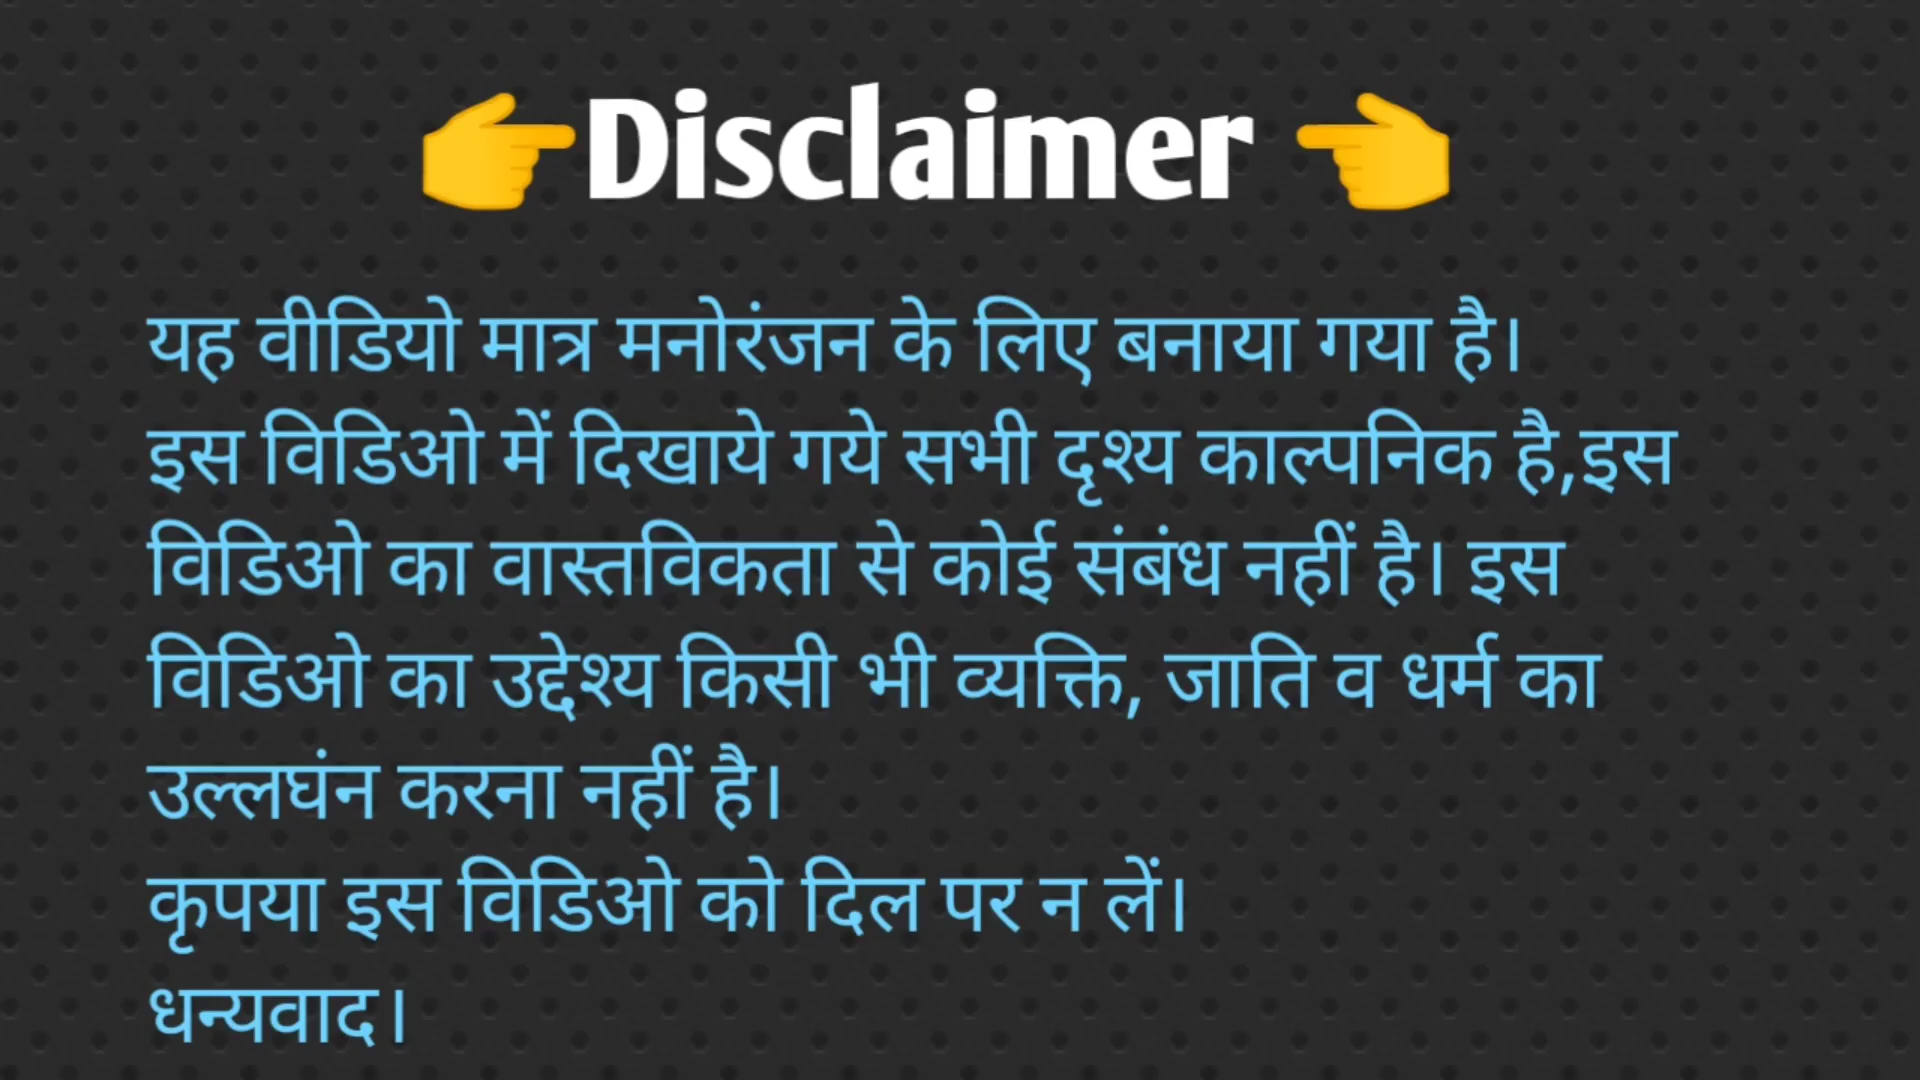 👉Disclaimer 👈
यह वीडियो मात्र मनोरंजन के लिए बनाया गया है।
इस विडिओ में दिखाये गये सभी दृश्य काल्पनिक है,इस
विडिओ का वास्तविकता से कोई संबंध नहीं है। इस
विडिओ का उद्देश्य किसी भी व्यक्ति, जाति व धर्म का
उल्लघंन करना नहीं है।
कृपया इस विडिओ को दिल पर न लें।
धन्यवाद।